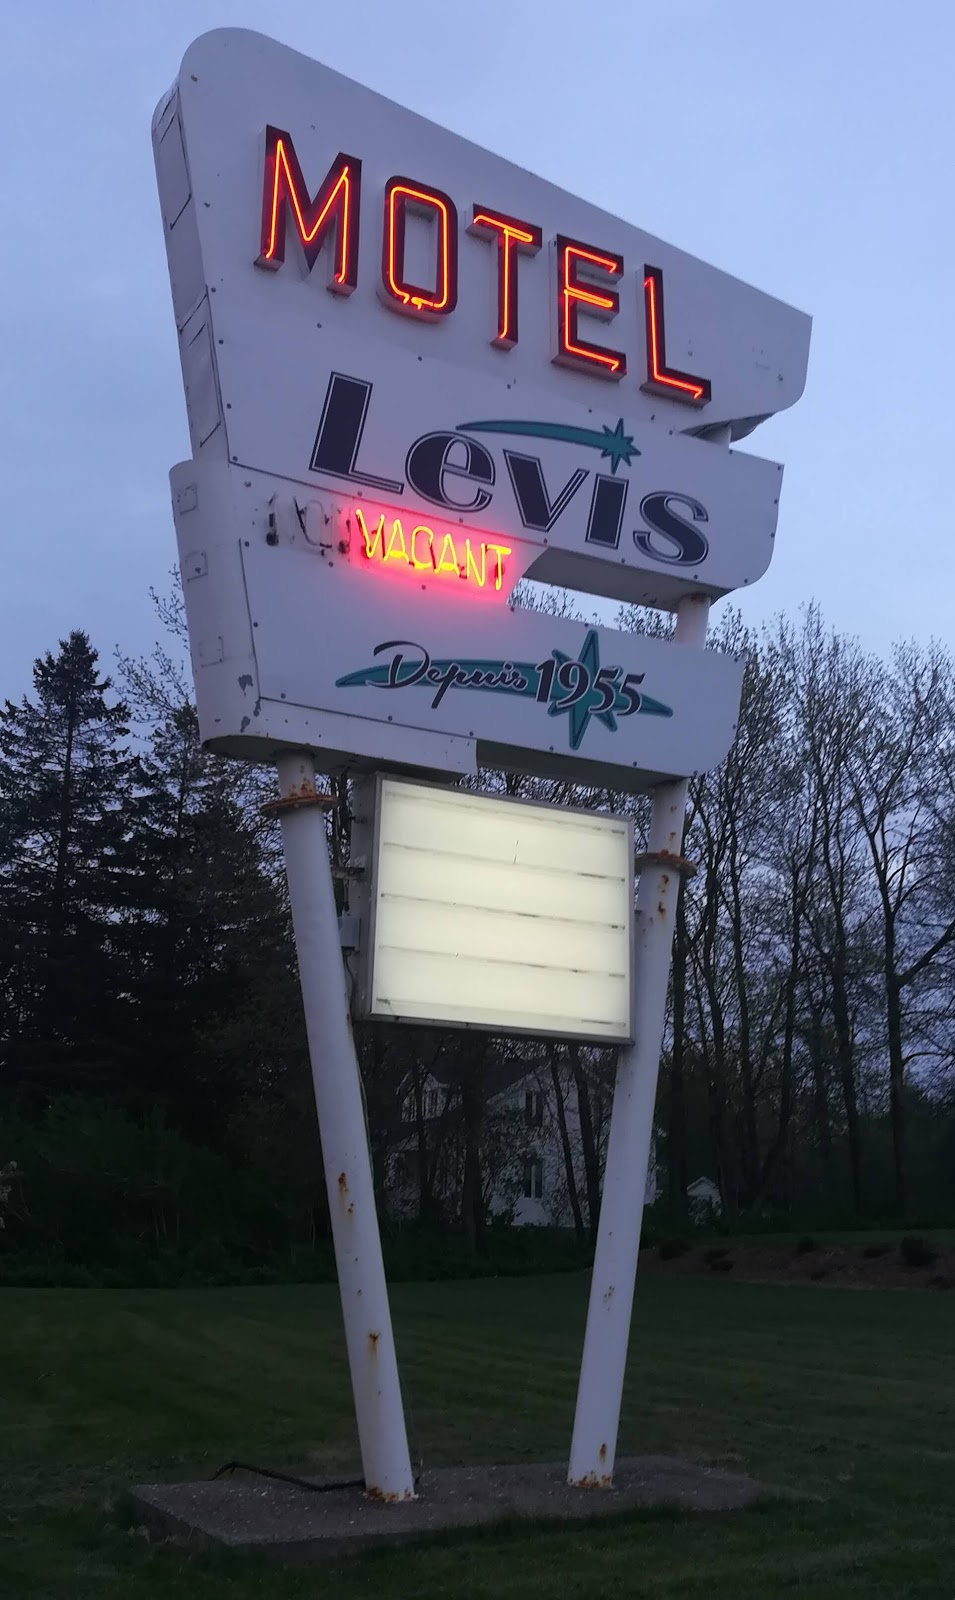 MOTEL
Levis
VACANT
Depuis 1955